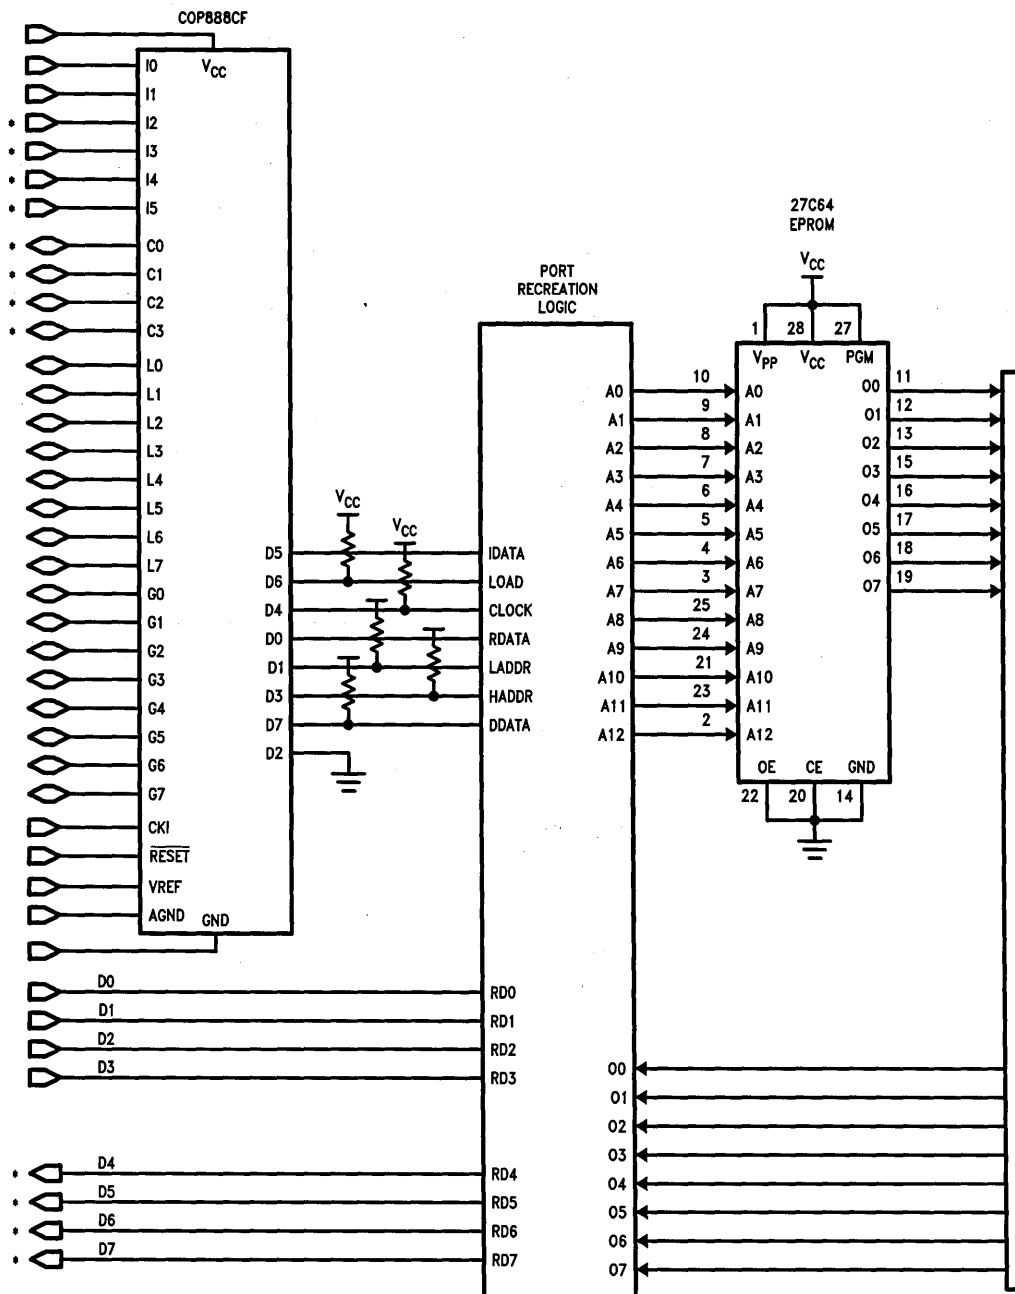 COP888CF
VCC
I0
I1
* I2
* I3
* I4
* I5
* C0
* C1
* C2
* C3
L0
L1
L2
L3
L4
L5
L6
L7
G0
G1
G2
G3
G4
G5
G6
G7
CKI
RESET
VREF
AGND
GND
D5
D6
D4
D0
D1
D3
D7
D2
VCC
VCC
PORT
RECREATION
LOGIC
IDATA
LOAD
CLOCK
RDATA
LADDR
HADDR
DDATA
A0
A1
A2
A3
A4
A5
A6
A7
A8
A9
A10
A11
A12
10
9
8
7
6
5
4
3
25
24
21
23
2
27C64
EPROM
VCC
1 28 27
VPP VCC PGM
A0
A1
A2
A3
A4
A5
A6
A7
A8
A9
A10
A11
A12
O0 11
O1 12
O2 13
O3 15
O4 16
O5 17
O6 18
O7 19
OE CE GND
22 20 14
D0 RD0
D1 RD1
D2 RD2
D3 RD3
* D4 RD4
* D5 RD5
* D6 RD6
* D7 RD7
O0
O1
O2
O3
O4
O5
O6
O7